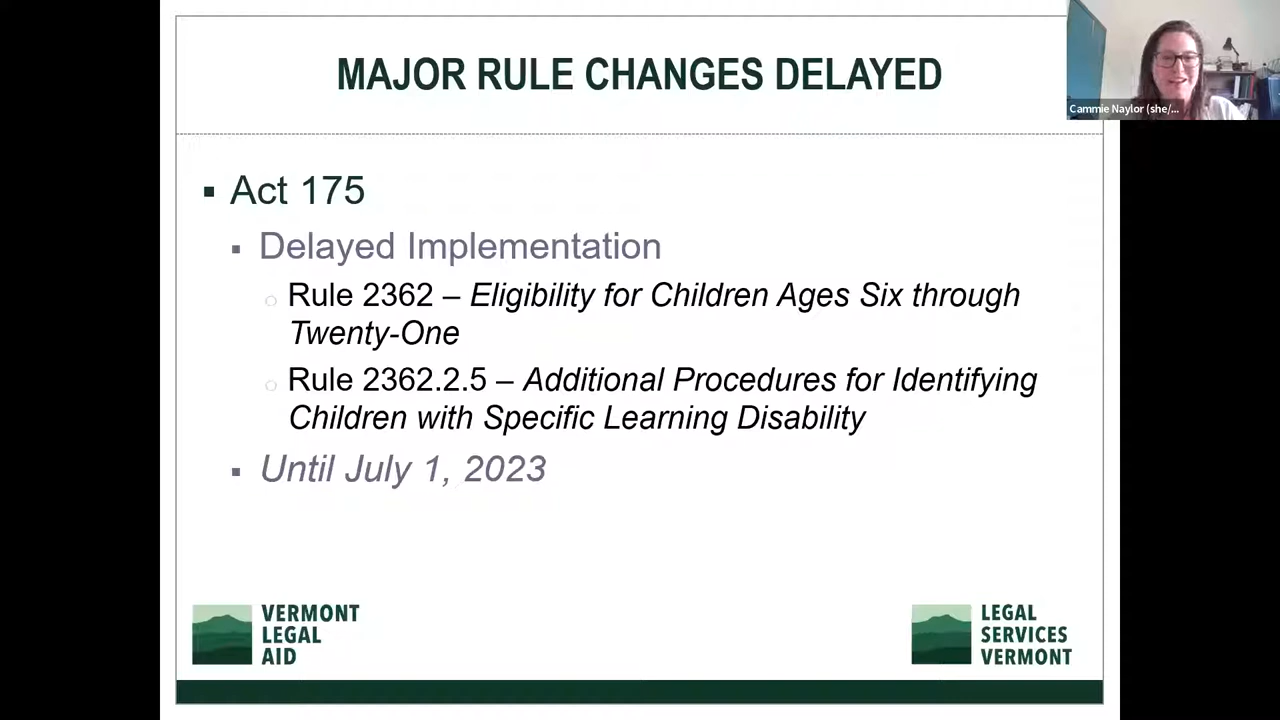 MAJOR RULE CHANGES DELAYED
Cammie Naylor (she/...
Act 175
Delayed Implementation
Rule 2362 – Eligibility for Children Ages Six through
Twenty-One
Rule 2362.2.5 – Additional Procedures for Identifying
Children with Specific Learning Disability
Until July 1, 2023
VERMONT
LEGAL
AID
LEGAL
SERVICES
VERMONT